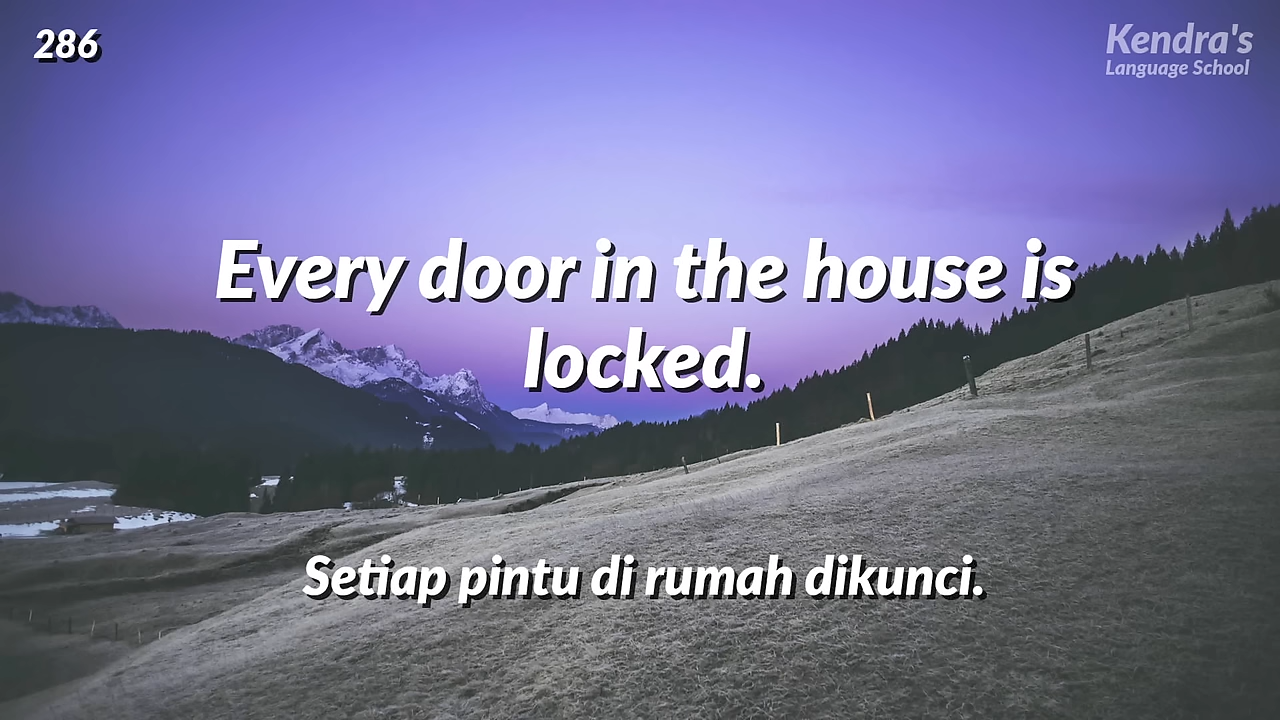 286
Kendra's
Language School
Every door in the house is
locked.
Setiap pintu di rumah dikunci.